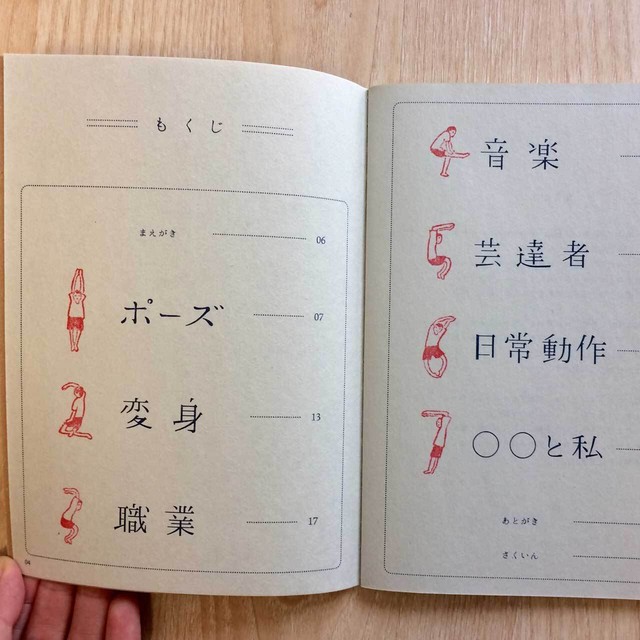 もくじ
まえがき 06
ポーズ 07
変身 13
職業 17
04
音楽
芸達者
日常動作
○○と私
あとがき
さくいん